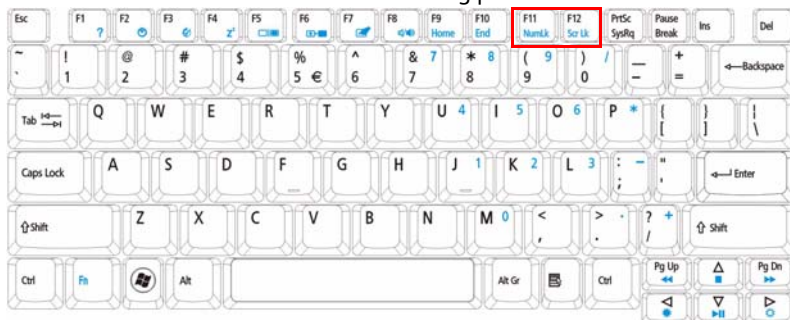 Esc F1 ? F2 F3 F4 Zz F5 F6 F7 F8 F9 Home F10 End F11 NumLk F12 Scr Lk PrtSc SysRq Pause Break Ins Del
~ ` ! 1 @ 2 # 3 $ 4 % 5 € ^ 6 & 7 7 * 8 8 ( 9 9 ) 0 / _ - + = Backspace
Tab Q W E R T Y U 4 I 5 O 6 P * { [ } ] | \
Caps Lock A S D F G H J 1 K 2 L 3 : ; - " ' Enter
Shift Z X C V B N M 0 < , > . . ? / + Shift
Ctrl Fn Alt Alt Gr Ctrl Pg Up Pg Dn